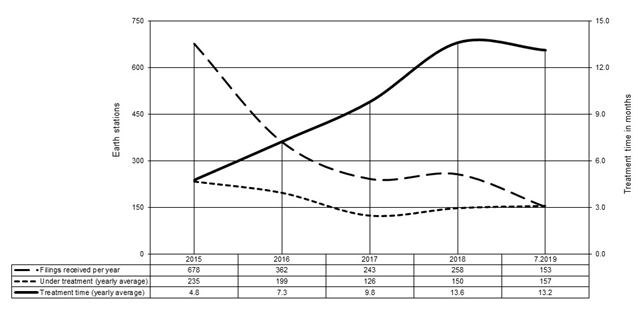 750 15.0
600 12.0
450 9.0
300 6.0
150 3.0
0 0.0
Earth stations
Treatment time in months
2015 2016 2017 2018 7.2019
Filings received per year 678 362 243 258 153
Under treatment (yearly average) 235 199 126 150 157
Treatment time (yearly average) 4.8 7.3 9.8 13.6 13.2